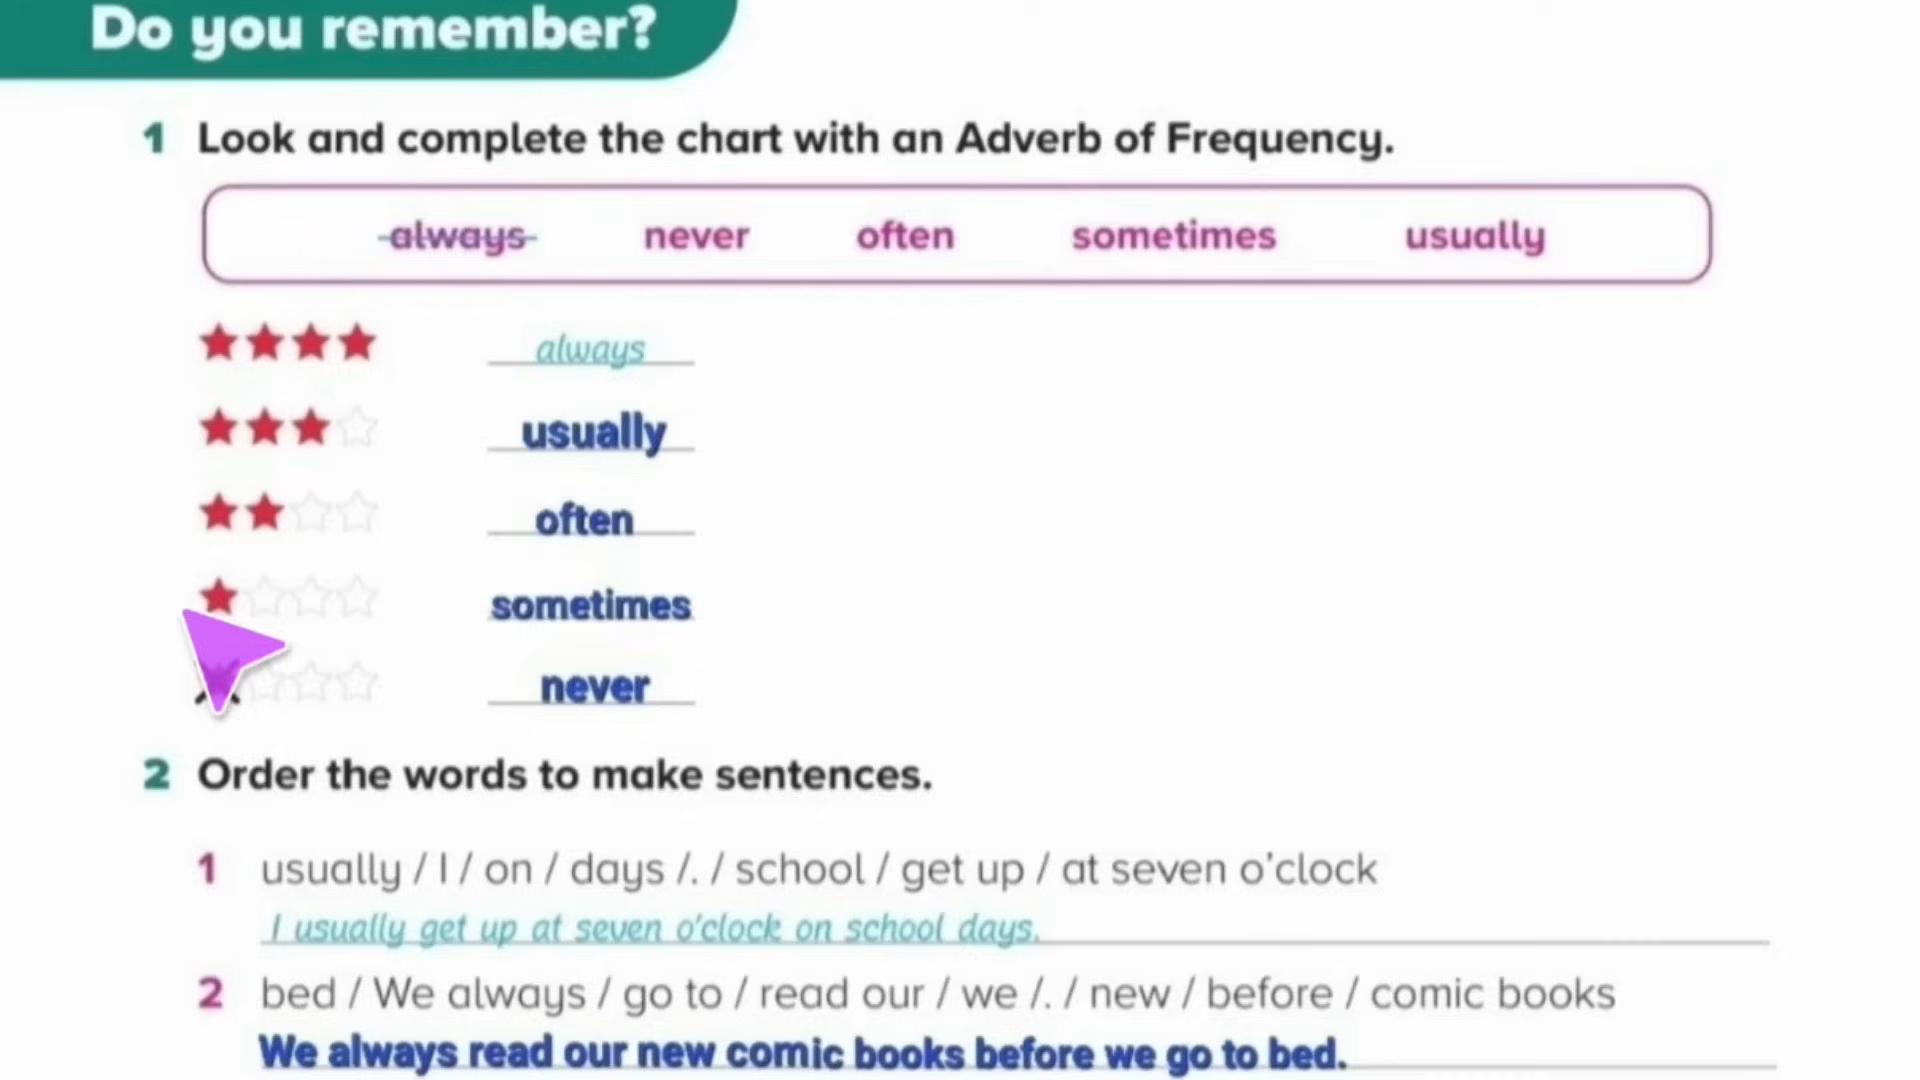 Do you remember?
1 Look and complete the chart with an Adverb of Frequency.
always never often sometimes usually
always
usually
often
sometimes
never
2 Order the words to make sentences.
1 usually / I / on / days /. / school / get up / at seven o'clock
I usually get up at seven o'clock on school days.
2 bed / We always / go to / read our / we /. / new / before / comic books
We always read our new comic books before we go to bed.